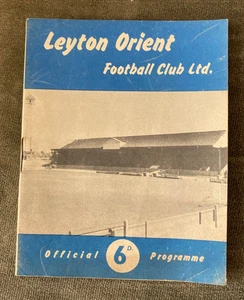 Leyton Orient
Football Club Ltd.
Official 6D. Programme